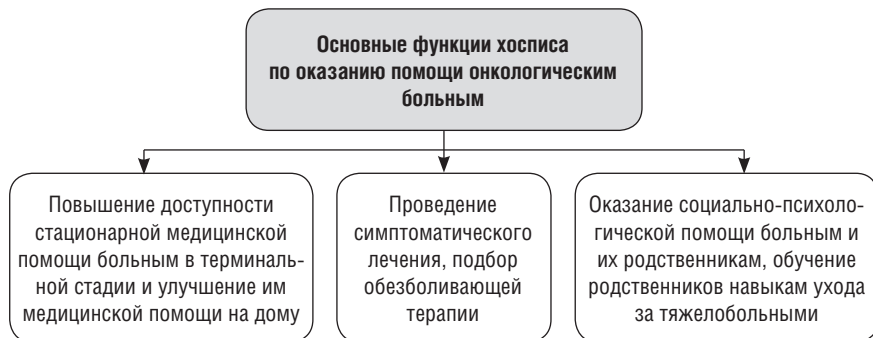 Основные функции хосписа
по оказанию помощи онкологическим
больным
Повышение доступности
стационарной медицинской
помощи больным в терминаль-
ной стадии и улучшение им
медицинской помощи на дому
Проведение
симптоматического
лечения, подбор
обезболивающей
терапии
Оказание социально-психоло-
гической помощи больным и
их родственникам, обучение
родственников навыкам ухода
за тяжелобольными